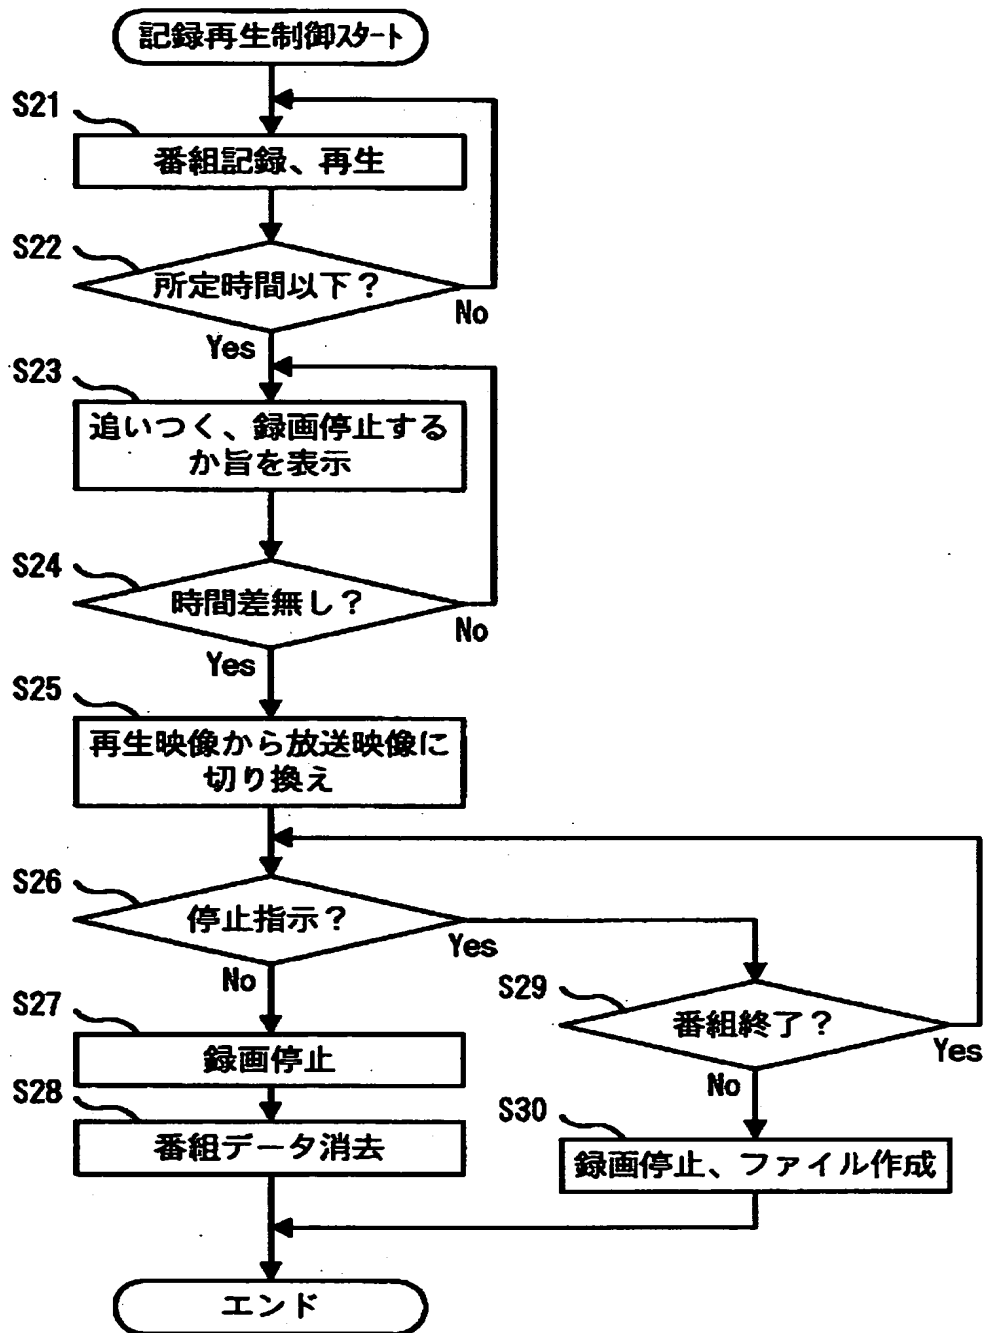 記録再生制御スタート
S21
番組記録、再生
S22
所定時間以下？
No
Yes
S23
追いつく、録画停止する
か旨を表示
S24
時間差無し？
No
Yes
S25
再生映像から放送映像に
切り換え
S26
停止指示？
Yes
No
S27
録画停止
S28
番組データ消去
S29
番組終了？
Yes
No
S30
録画停止、ファイル作成
エンド